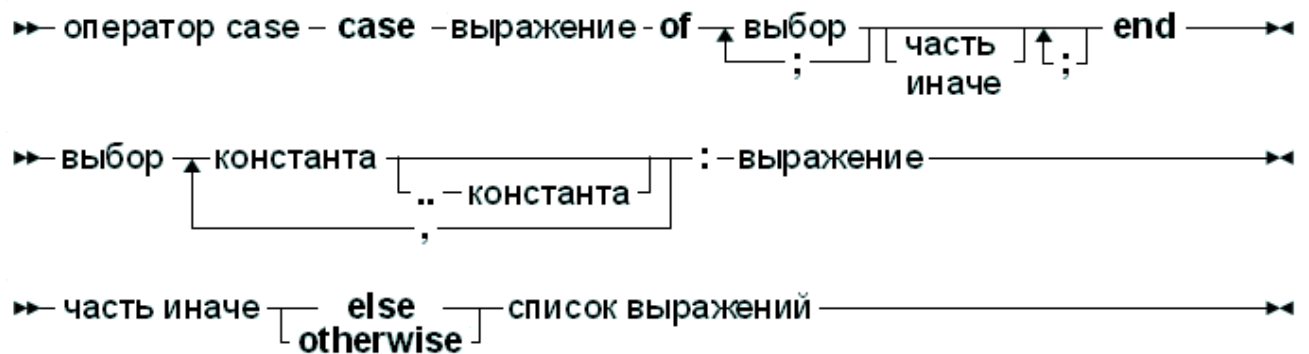 оператор case case выражение of выбор ; часть иначе ; end
выбор константа .. константа , : выражение
часть иначе else otherwise список выражений